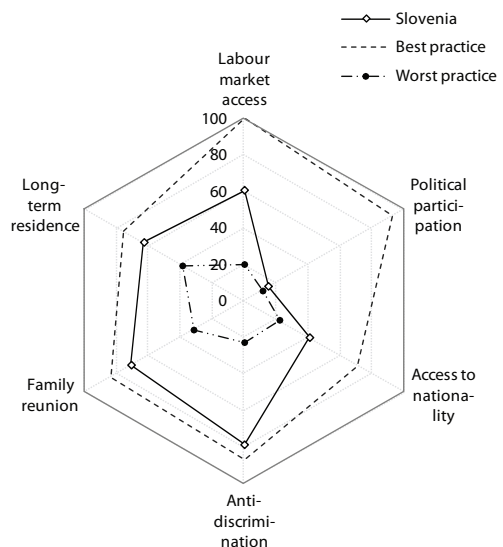 Slovenia
Best practice
Worst practice
Labour
market
access
100
80
60
40
20
0
Long-
term
residence
Political
partici-
pation
Family
reunion
Access to
nationa-
lity
Anti-
discrimi-
nation